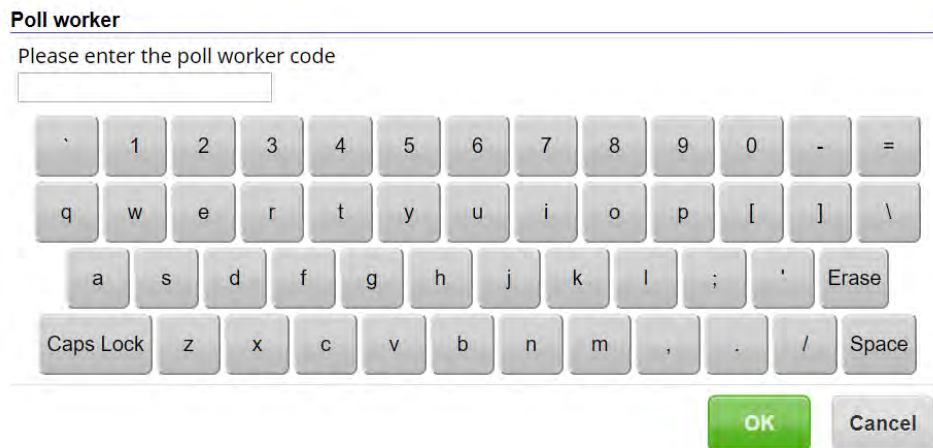 Poll worker
Please enter the poll worker code
` 1 2 3 4 5 6 7 8 9 0 - =
q w e r t y u i o p [ ] \
a s d f g h j k l ; ' Erase
Caps Lock z x c v b n m , . / Space
OK Cancel